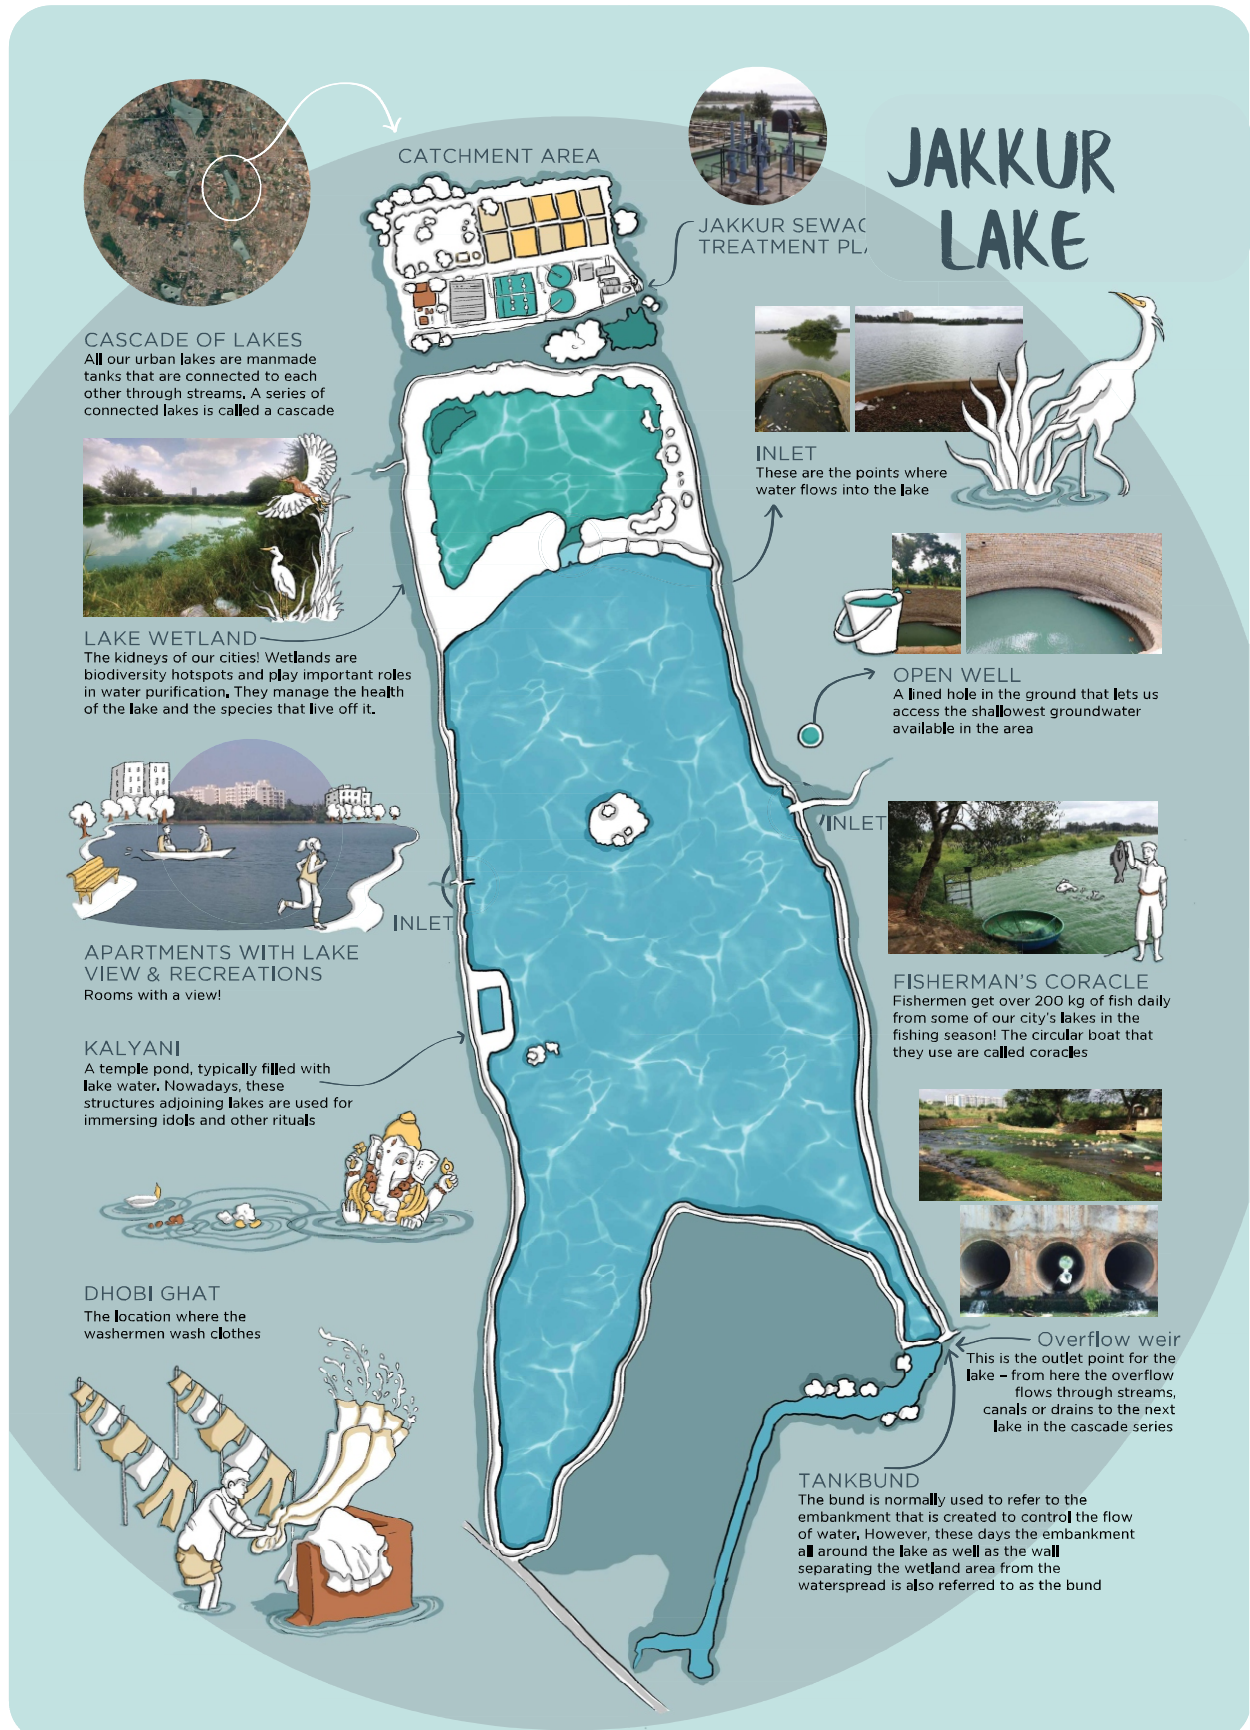 JAKKUR
LAKE
CATCHMENT AREA
JAKKUR SEWAG
TREATMENT PLA
CASCADE OF LAKES
All our urban lakes are manmade
tanks that are connected to each
other through streams. A series of
connected lakes is called a cascade
INLET
These are the points where
water flows into the lake
LAKE WETLAND
The kidneys of our cities! Wetlands are
biodiversity hotspots and play important roles
in water purification. They manage the health
of the lake and the species that live off it.
OPEN WELL
A lined hole in the ground that lets us
access the shallowest groundwater
available in the area
INLET
INLET
APARTMENTS WITH LAKE
VIEW & RECREATIONS
Rooms with a view!
FISHERMAN'S CORACLE
Fishermen get over 200 kg of fish daily
from some of our city's lakes in the
fishing season! The circular boat that
they use are called coracles
KALYANI
A temple pond, typically filled with
lake water. Nowadays, these
structures adjoining lakes are used for
immersing idols and other rituals
DHOBI GHAT
The location where the
washermen wash clothes
Overflow weir
This is the outlet point for the
lake – from here the overflow
flows through streams,
canals or drains to the next
lake in the cascade series
TANKBUND
The bund is normally used to refer to the
embankment that is created to control the flow
of water. However, these days the embankment
all around the lake as well as the wall
separating the wetland area from the
waterspread is also referred to as the bund